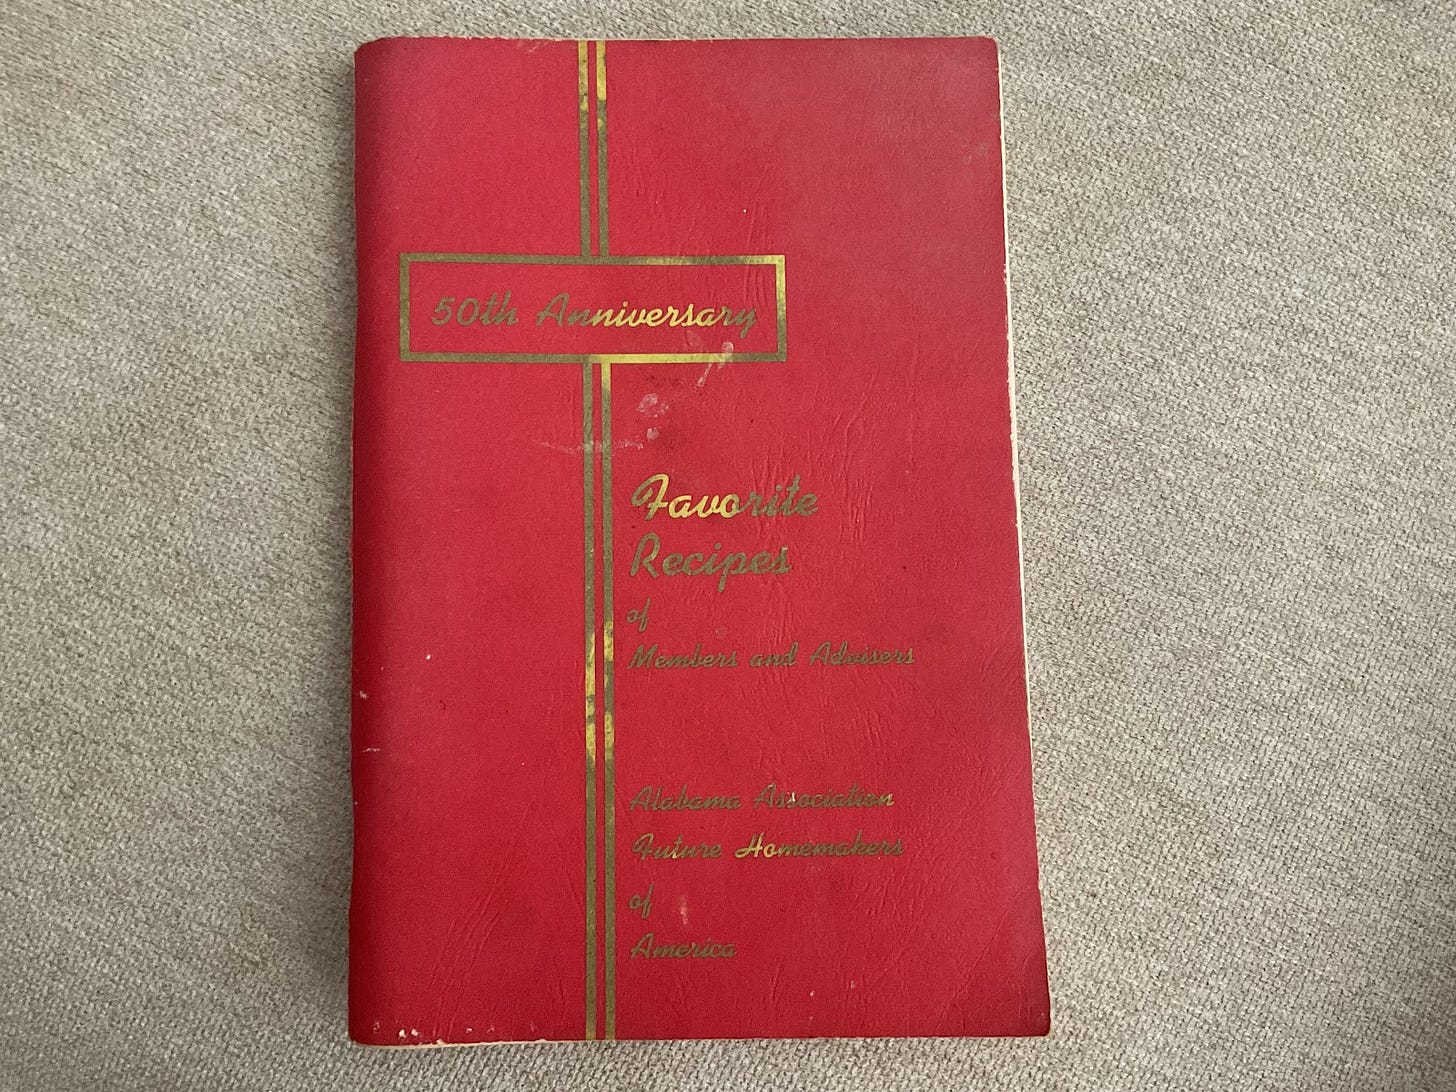 50th Anniversary
Favorite
Recipes
of
Members and Advisers
Alabama Association
Future Homemakers
of
America